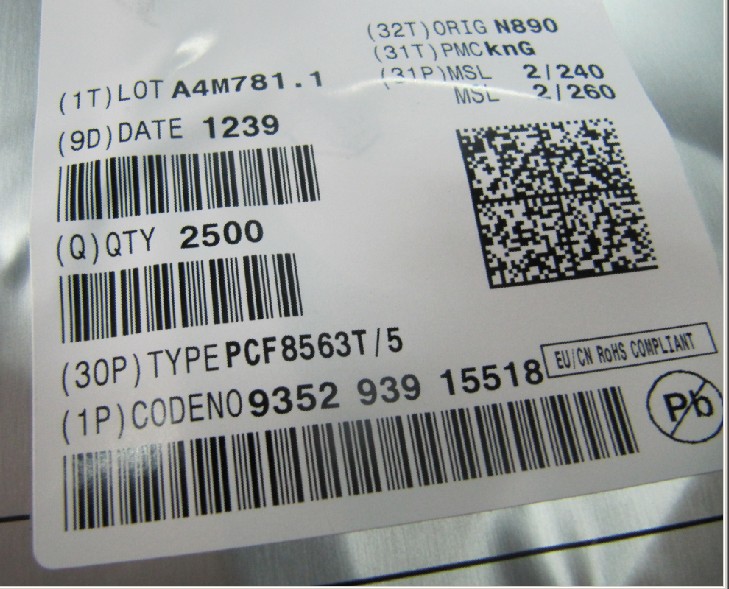 (32T)ORIG N890
(31T)PMC knG
(31P)MSL 2/240
MSL 2/260
(1T)LOT A4M781.1
(9D)DATE 1239
(Q)QTY 2500
(30P)TYPE PCF8563T/5
(1P)CODENO 9352 939 15518
EU/CN RoHS COMPLIANT
Pb